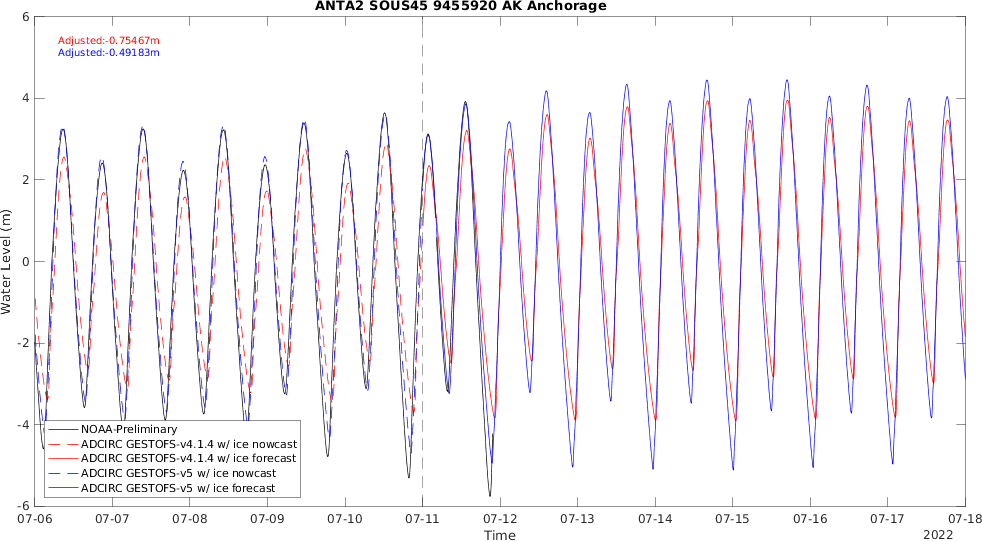 ANTA2 SOUS45 9455920 AK Anchorage
Adjusted:-0.75467m
Adjusted:-0.49183m
6
4
2
0
-2
-4
-6
Water Level (m)
NOAA-Preliminary
ADCIRC GESTOFS-v4.1.4 w/ ice nowcast
ADCIRC GESTOFS-v4.1.4 w/ ice forecast
ADCIRC GESTOFS-v5 w/ ice nowcast
ADCIRC GESTOFS-v5 w/ ice forecast
07-06 07-07 07-08 07-09 07-10 07-11 07-12 07-13 07-14 07-15 07-16 07-17 07-18
Time
2022